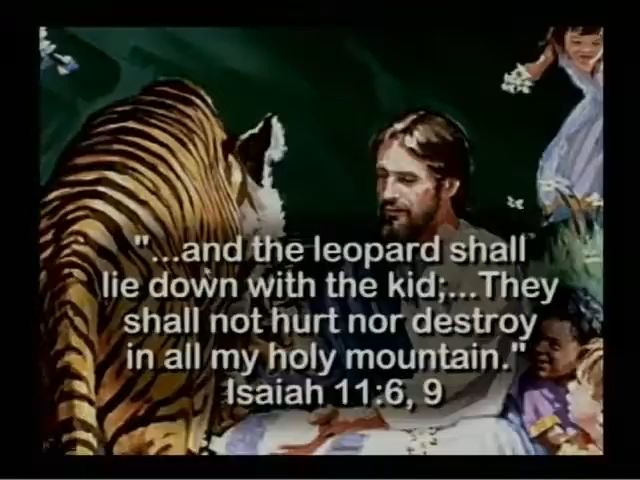 "...and the leopard shall
lie down with the kid;...They
shall not hurt nor destroy
in all my holy mountain."
Isaiah 11:6, 9